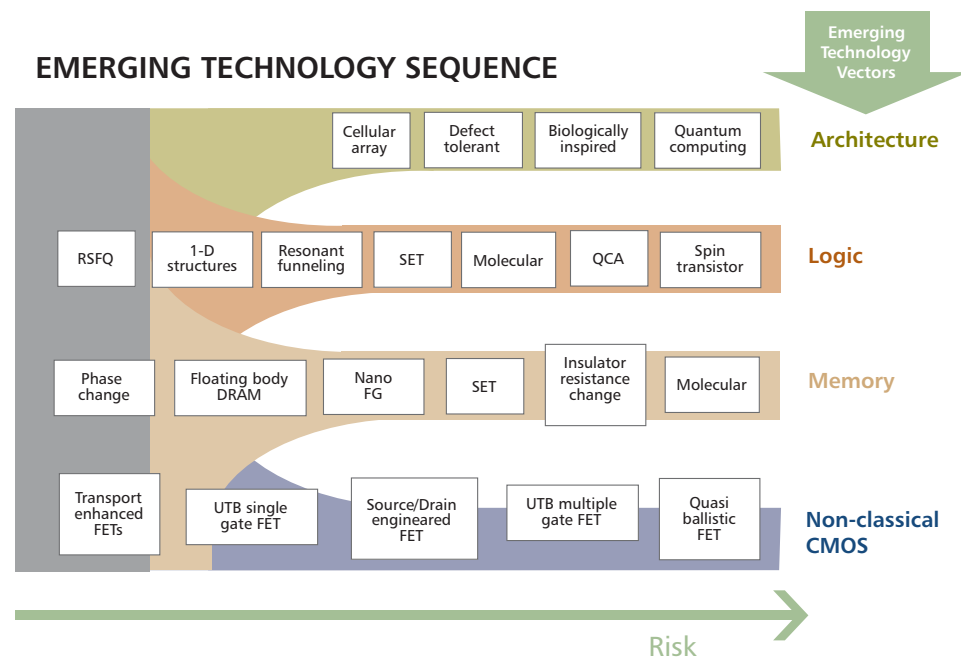 EMERGING TECHNOLOGY SEQUENCE
Emerging
Technology
Vectors
Cellular
array
Defect
tolerant
Biologically
inspired
Quantum
computing
Architecture
RSFQ
1-D
structures
Resonant
funneling
SET
Molecular
QCA
Spin
transistor
Logic
Phase
change
Floating body
DRAM
Nano
FG
SET
Insulator
resistance
change
Molecular
Memory
Transport
enhanced
FETs
UTB single
gate FET
Source/Drain
engineared
FET
UTB multiple
gate FET
Quasi
ballistic
FET
Non-classical
CMOS
Risk